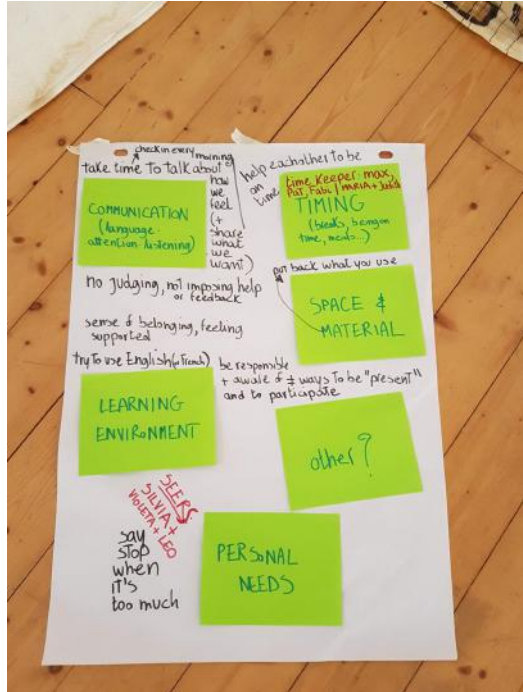 check in every morning
take time to talk about
how
we
feel
(+
share
what
we
want)
COMMUNICATION
(language
attention listening)
no judging, not imposing help
or feedback
sense of belonging, feeling
supported
help each other to be
on
time
time keeper: max,
PaT, Fabi / MARIA +
TIMING
(breaks, being on
time, meals...)
put back what you use
SPACE &
MATERIAL
try to use English
be responsible
+ aware of ≠ ways to be "present"
and to participate
LEARNING
ENVIRONMENT
other?
SEERS
SILVIA +
VIOLETA + LEO
say
STOP
when
IT'S
too much
PERSONAL
NEEDS